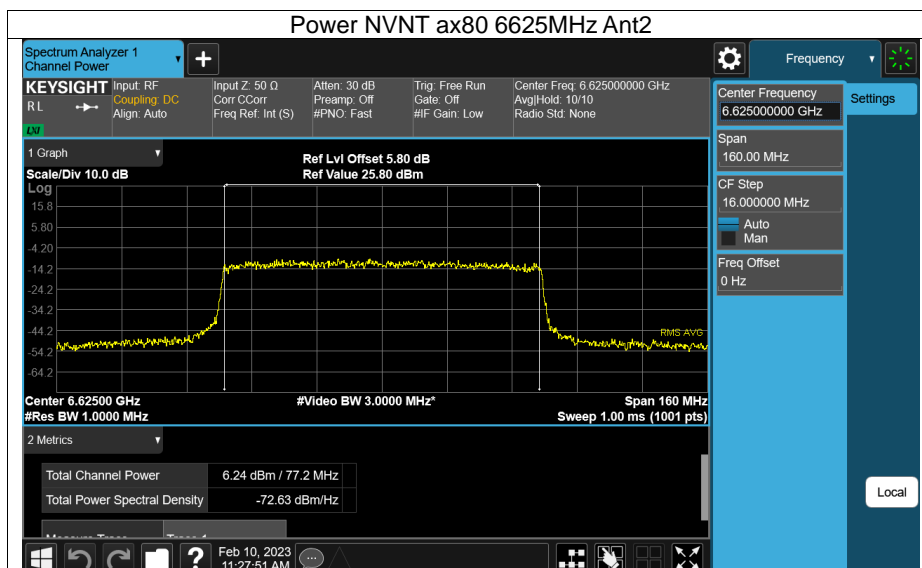 Power NVNT ax80 6625MHz Ant2
Spectrum Analyzer 1
Channel Power
Frequency
KEYSIGHT
RL
LXI
Input: RF
Coupling: DC
Align: Auto
Input Z: 50 Ω
Corr CCorr
Freq Ref: Int (S)
Atten: 30 dB
Preamp: Off
#PNO: Fast
Trig: Free Run
Gate: Off
#IF Gain: Low
Center Freq: 6.625000000 GHz
Avg|Hold: 10/10
Radio Std: None
Center Frequency
6.625000000 GHz
Settings
Span
160.00 MHz
CF Step
16.000000 MHz
Auto
Man
Freq Offset
0 Hz
Local
1 Graph
Scale/Div 10.0 dB
Ref Lvl Offset 5.80 dB
Ref Value 25.80 dBm
Log
15.8
5.80
-4.20
-14.2
-24.2
-34.2
-44.2
-54.2
-64.2
RMS AVG
Center 6.62500 GHz
#Video BW 3.0000 MHz*
Span 160 MHz
#Res BW 1.0000 MHz
Sweep 1.00 ms (1001 pts)
2 Metrics
Total Channel Power 6.24 dBm / 77.2 MHz
Total Power Spectral Density -72.63 dBm/Hz
Measure Trace Trace 1
Feb 10, 2023
11:27:51 AM